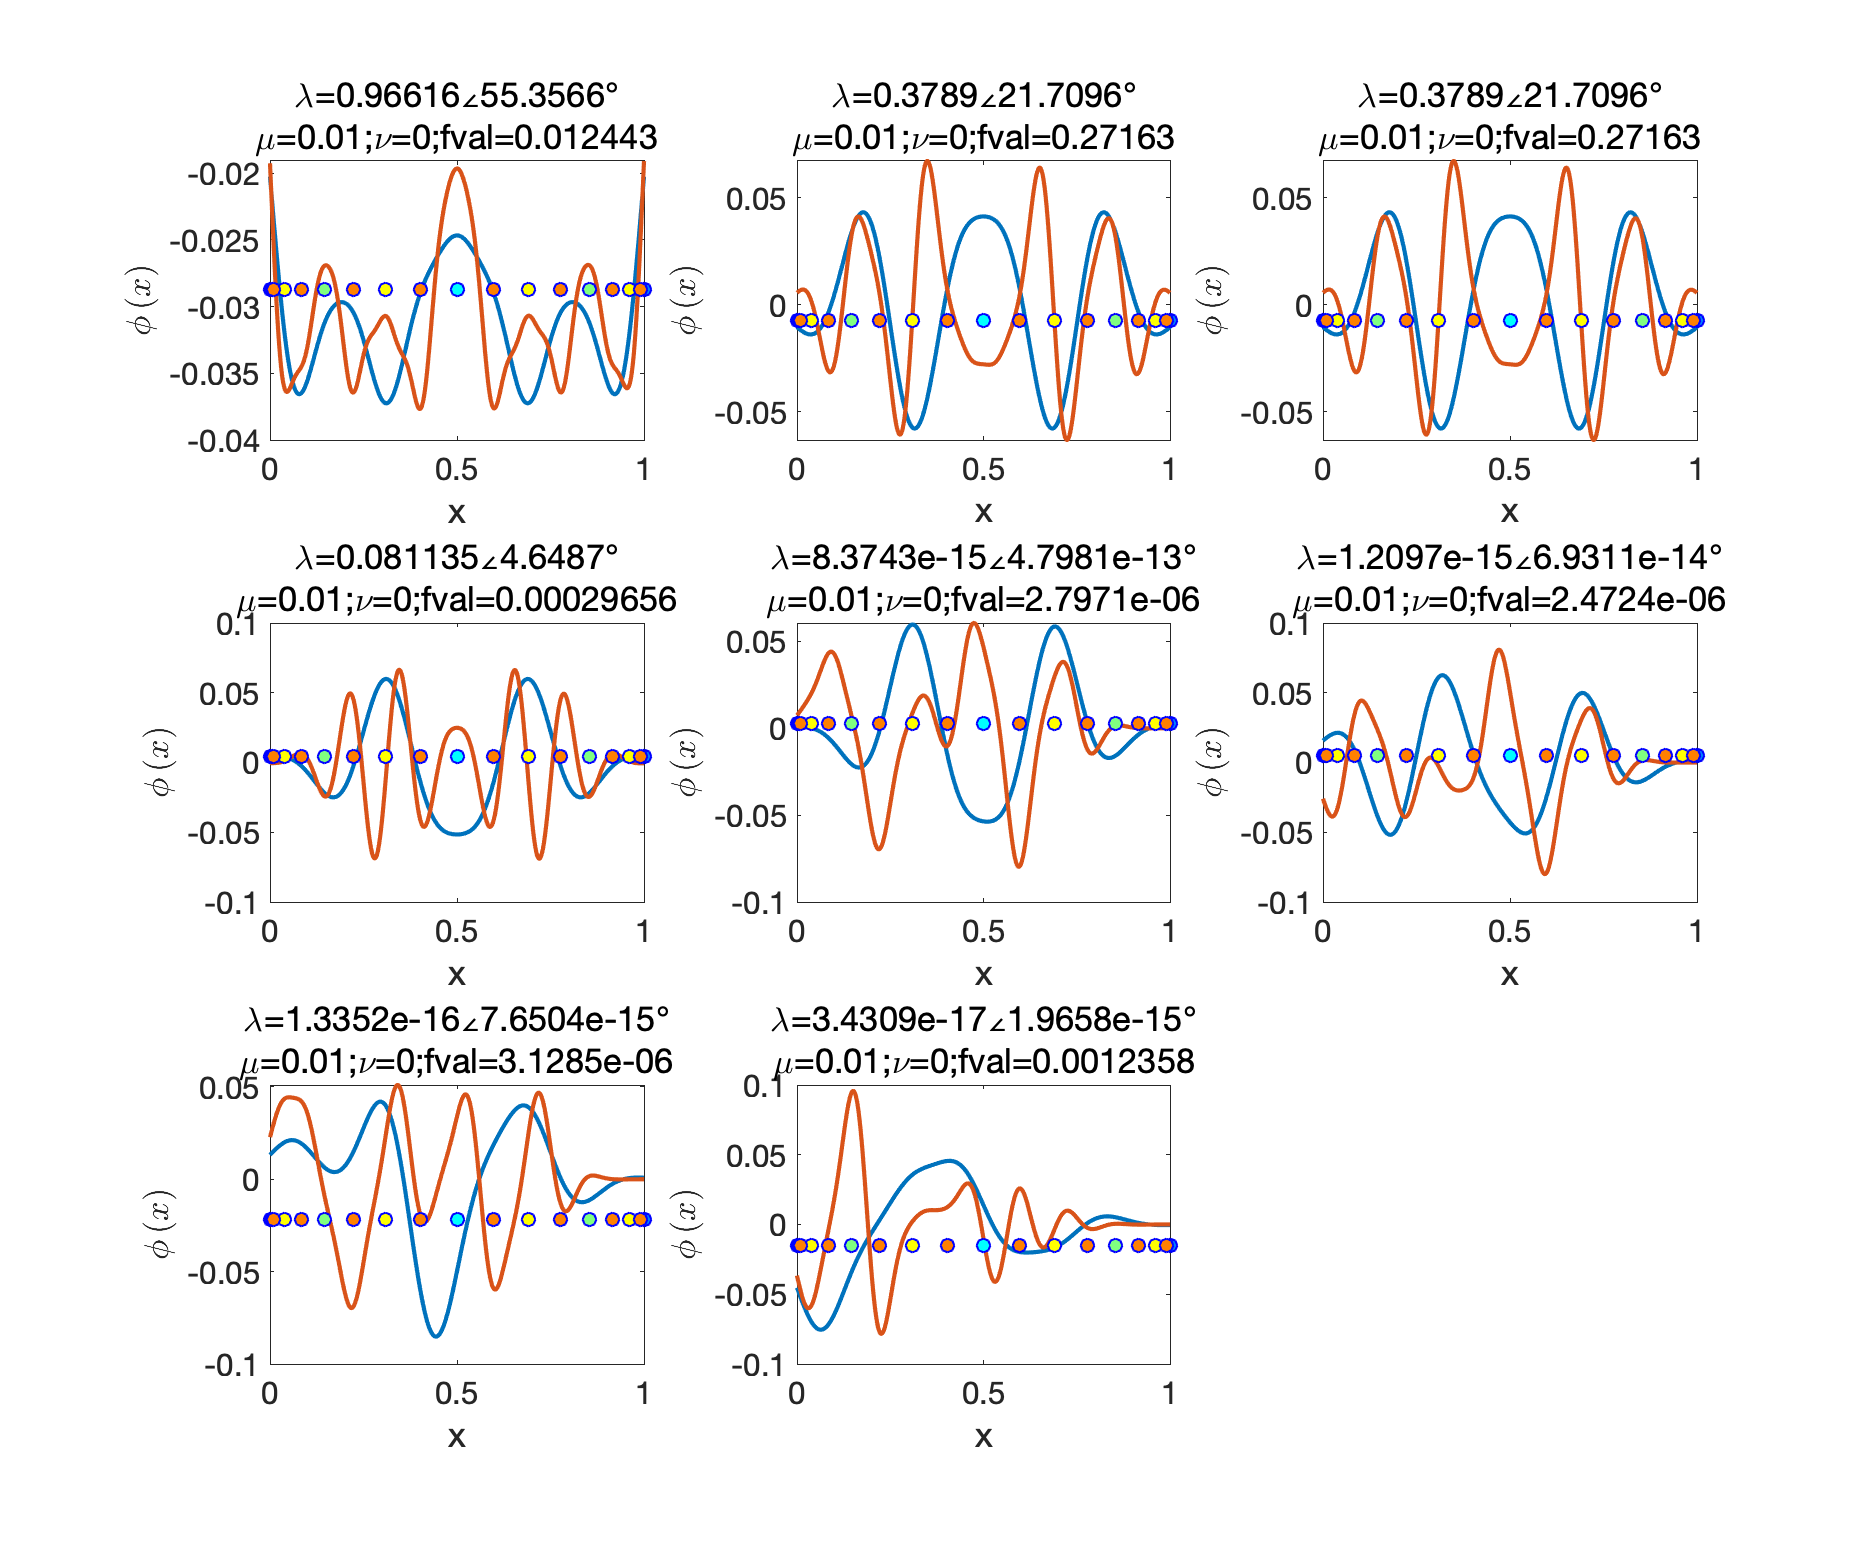 λ=0.96616∠55.3566°
μ=0.01;ν=0;fval=0.012443
-0.02
-0.025
-0.03
-0.035
-0.04
ϕ (x)
0 0.5 1
x
λ=0.3789∠21.7096°
μ=0.01;ν=0;fval=0.27163
0.05
0
-0.05
ϕ (x)
0 0.5 1
x
λ=0.3789∠21.7096°
μ=0.01;ν=0;fval=0.27163
0.05
0
-0.05
ϕ (x)
0 0.5 1
x
λ=0.081135∠4.6487°
μ=0.01;ν=0;fval=0.00029656
0.1
0.05
0
-0.05
-0.1
ϕ (x)
0 0.5 1
x
λ=8.3743e-15∠4.7981e-13°
μ=0.01;ν=0;fval=2.7971e-06
0.05
0
-0.05
-0.1
ϕ (x)
0 0.5 1
x
λ=1.2097e-15∠6.9311e-14°
μ=0.01;ν=0;fval=2.4724e-06
0.1
0.05
0
-0.05
-0.1
ϕ (x)
0 0.5 1
x
λ=1.3352e-16∠7.6504e-15°
μ=0.01;ν=0;fval=3.1285e-06
0.05
0
-0.05
-0.1
ϕ (x)
0 0.5 1
x
λ=3.4309e-17∠1.9658e-15°
μ=0.01;ν=0;fval=0.0012358
0.1
0.05
0
-0.05
-0.1
ϕ (x)
0 0.5 1
x